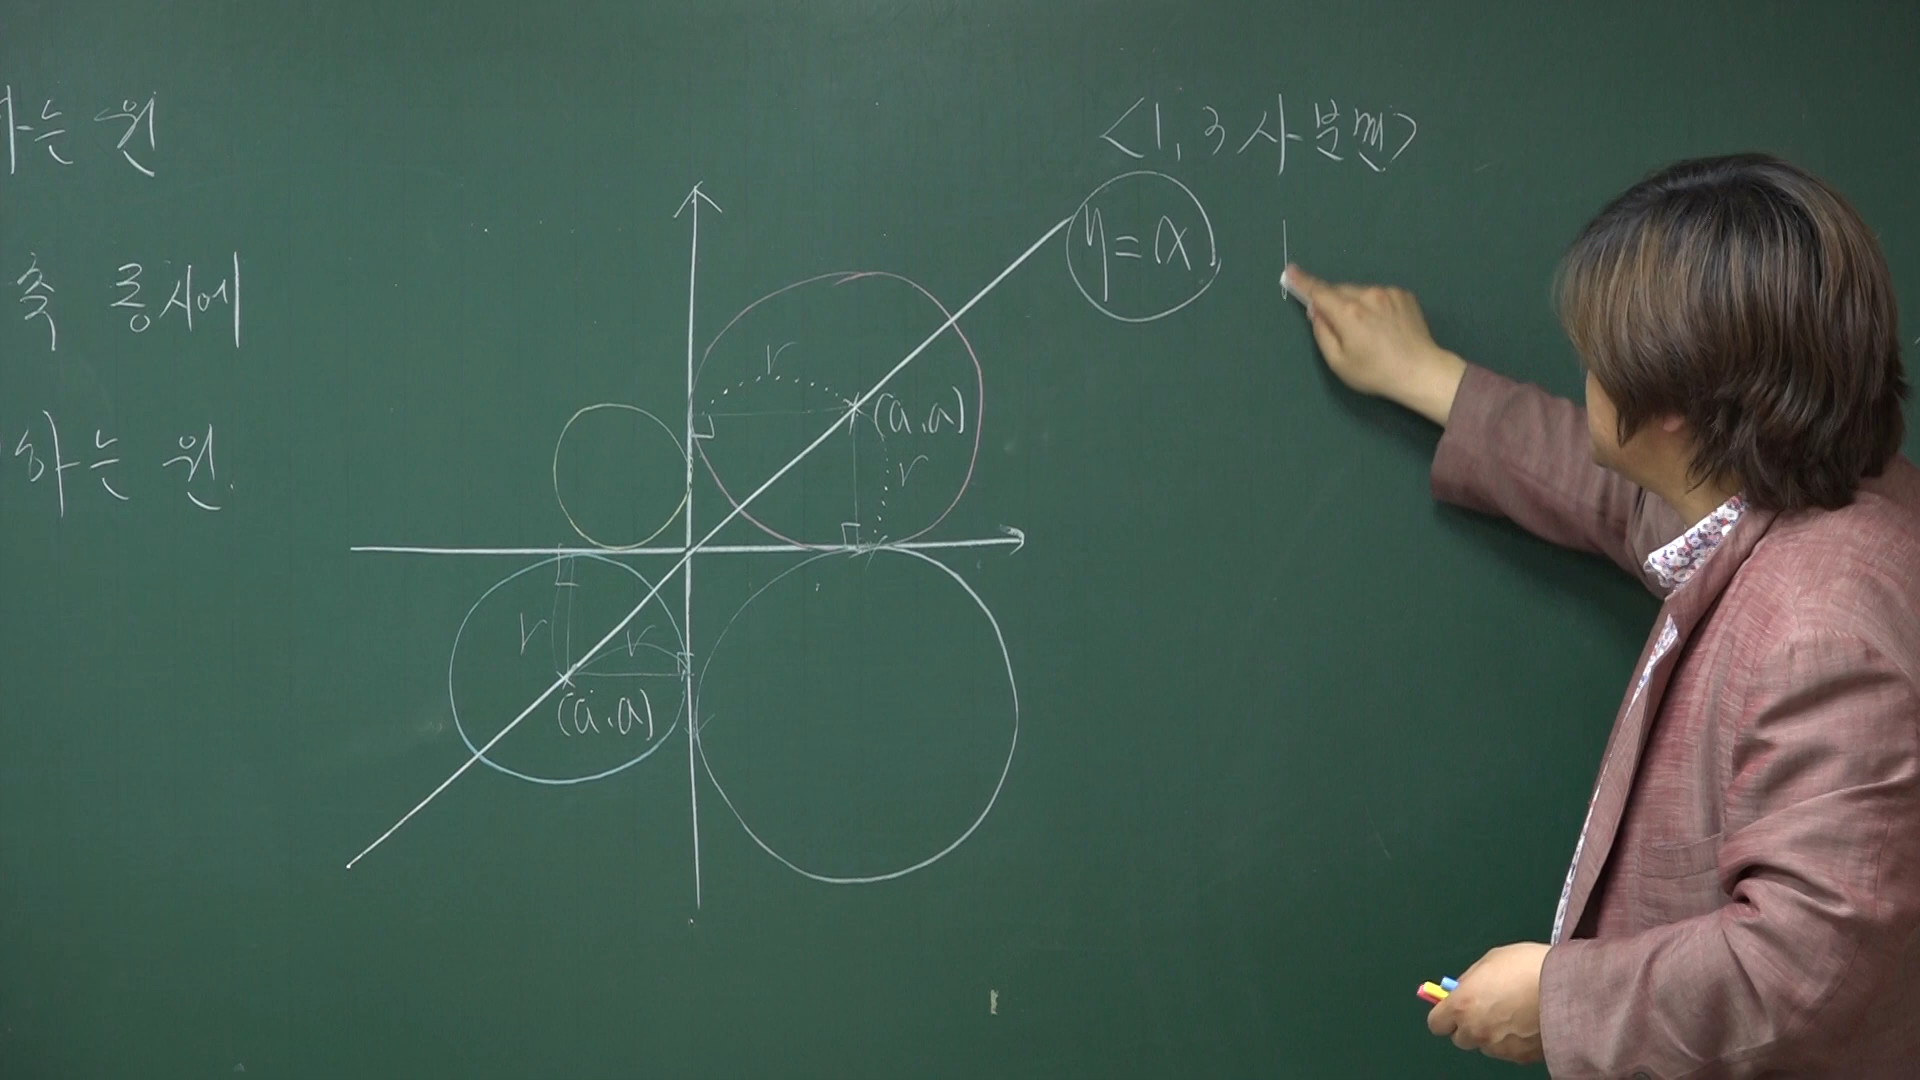 하는 원
축 동시에
하는 원.
<1, 3 사분면>
y=x
r
(a, a)
r
r
r
(a, a)